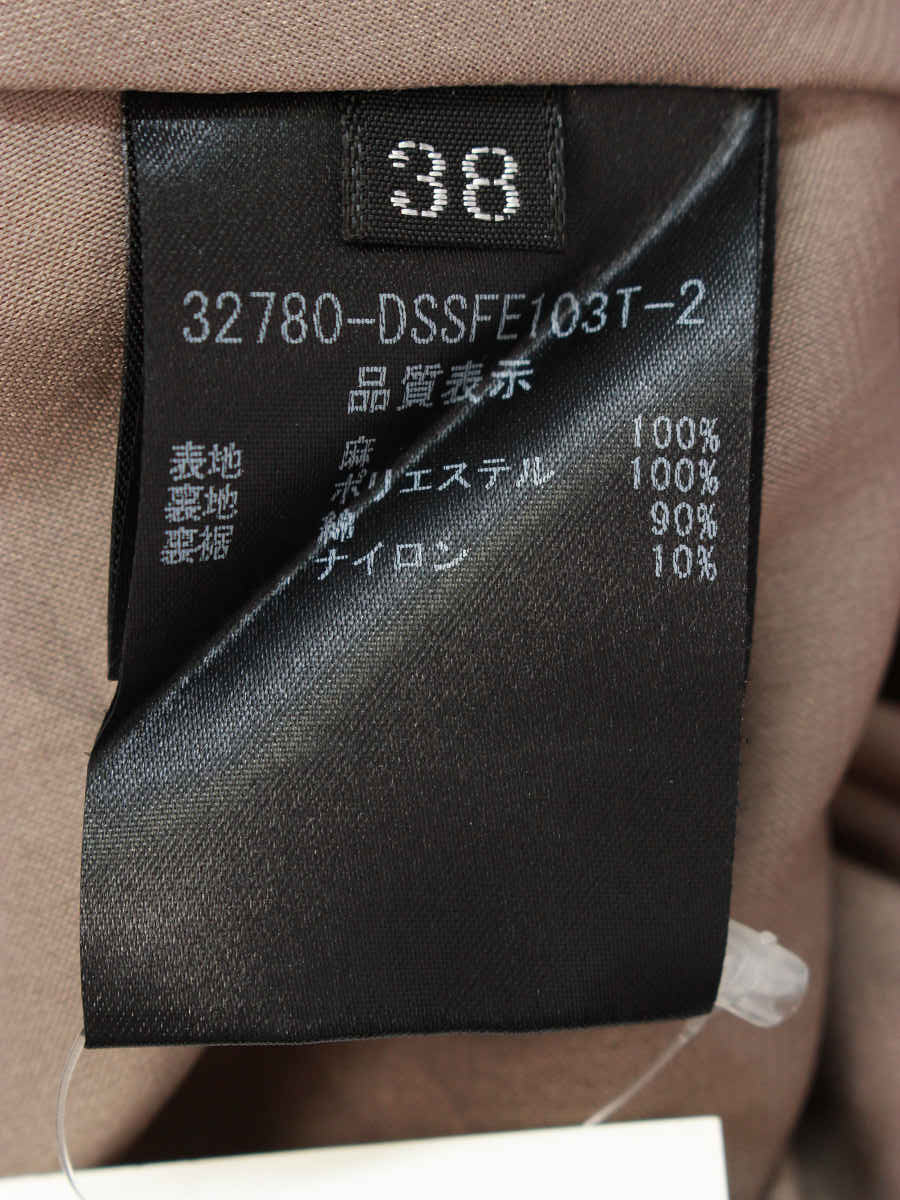 38
32780-DSSFE103T-2
品質表示
表地 麻 100%
裏地 ポリエステル 100%
裏裾 綿 90%
ナイロン 10%